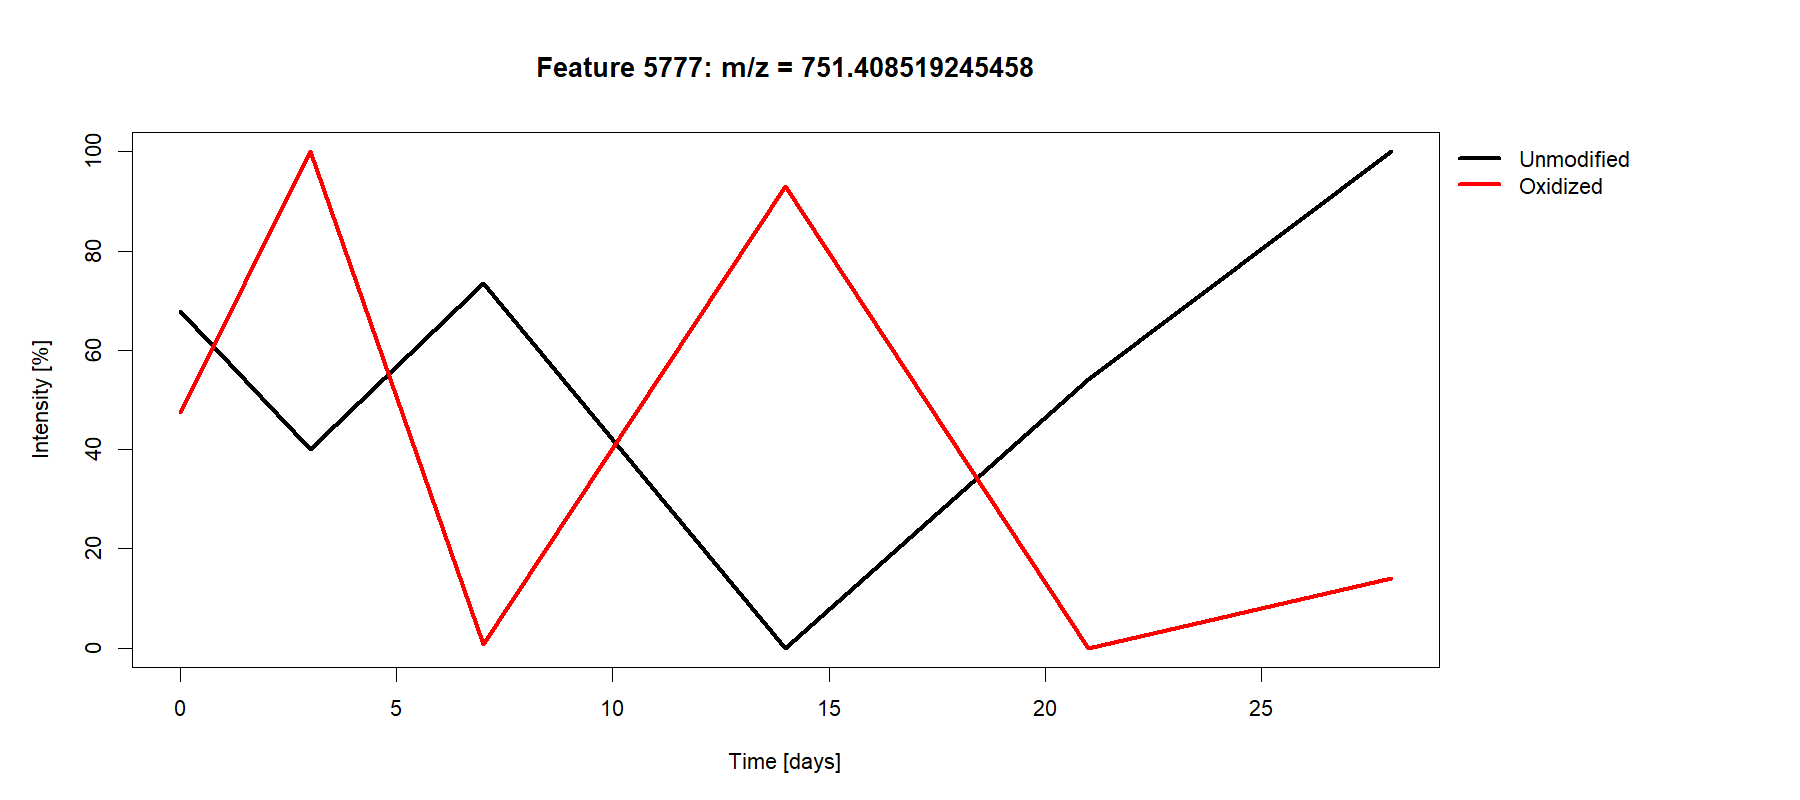 Feature 5777: m/z = 751.408519245458
Unmodified
Oxidized
Intensity [%]
100
80
60
40
20
0
0 5 10 15 20 25
Time [days]